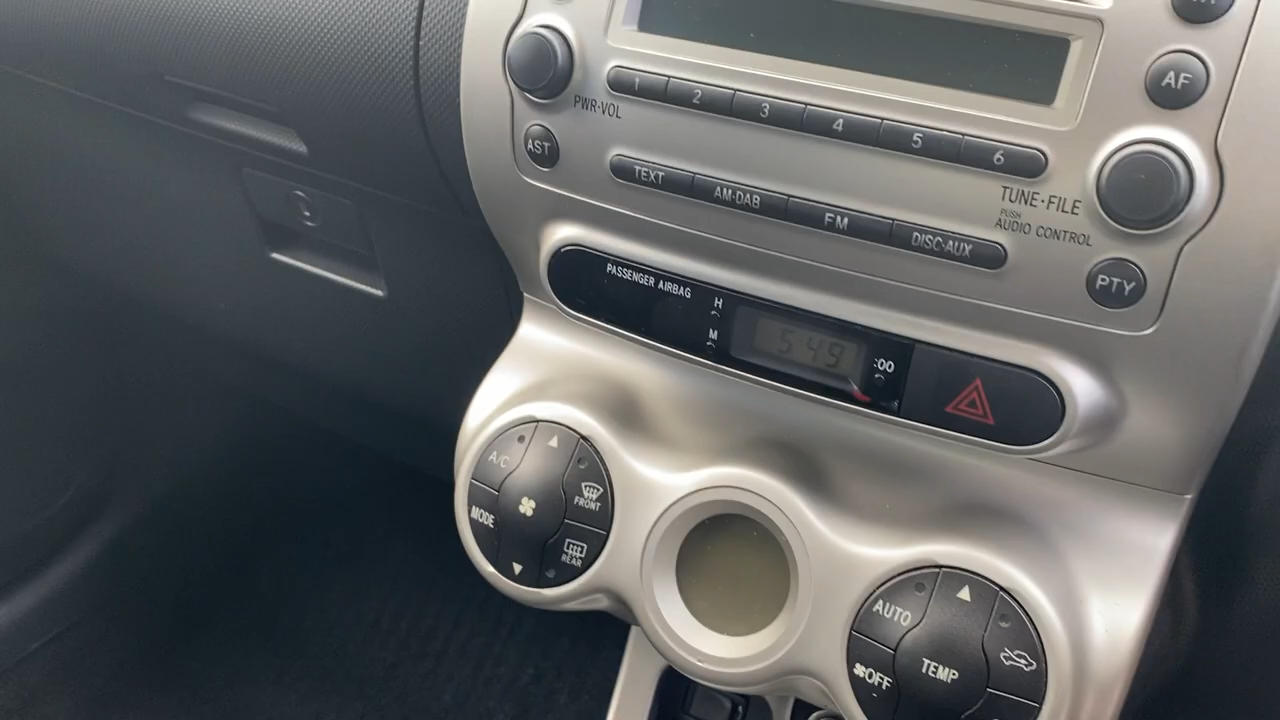 AF
PWR·VOL
1 2 3 4 5 6
AST
TEXT AM·DAB FM DISC·AUX
TUNE·FILE
PUSH
AUDIO CONTROL
PTY
PASSENGER AIRBAG
H
M
5:49
:00
A/C
FRONT
MODE
REAR
AUTO
OFF
TEMP